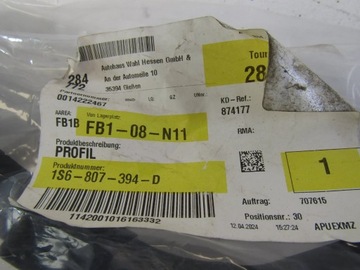 Autohaus Wahl Hessen GmbH &
An der Automeile 10
35394 Gießen
Tour
28
284
0014222467
KD-Ref.:
874177
AAREA:
Von Lagerplatz:
FB1B
FB1-08-N11
RMA:
Produktbeschreibung:
PROFIL
Produktnummer:
1S6-807-394-D
1
Auftrag:
707615
Positionsnr.: 30
1142001016163332
12.04.2024
15:27:24
APUEXMZ